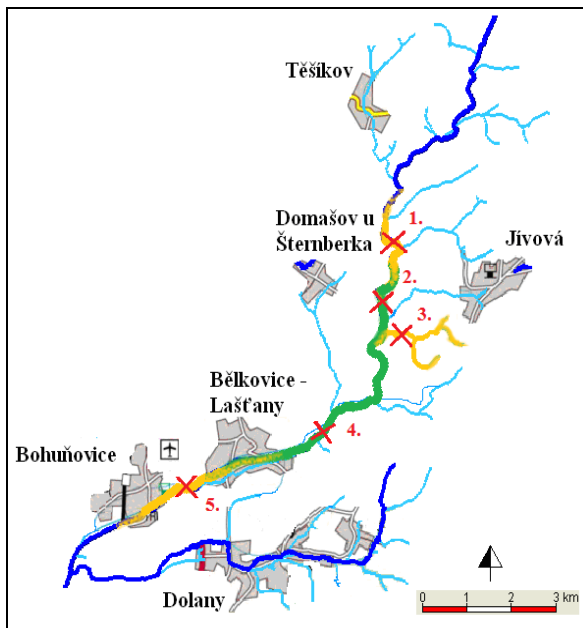 Těšíkov
1.
Domašov u
Šternberka
Jívová
2.
3.
Bělkovice -
Lašťany
4.
Bohuňovice
5.
Dolany
0 1 2 3 km